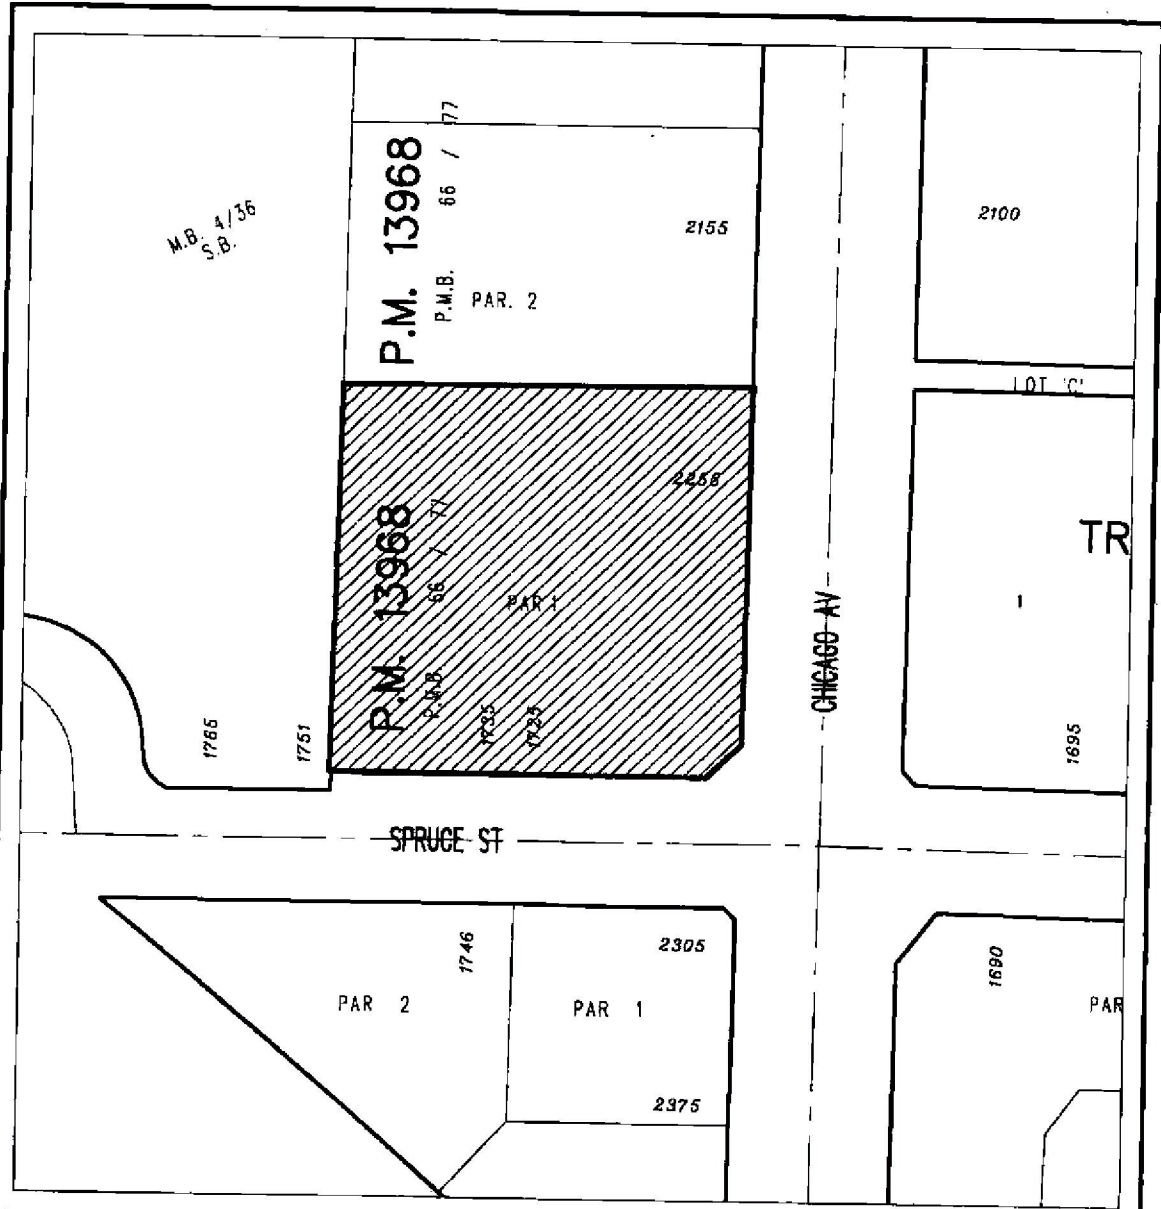 M.B. 4/36
S.B.
P.M. 13968
P.M.B. 66 / 77
PAR. 2
2155
2100
LOT 'C'
2258
P.M. 13968
P.M.B. 66 / 77
PAR 1
1735
1725
CHICAGO AV
TR
1
1695
1765
1751
SPRUCE ST
1746
PAR 2
2305
PAR 1
2375
1690
PAR